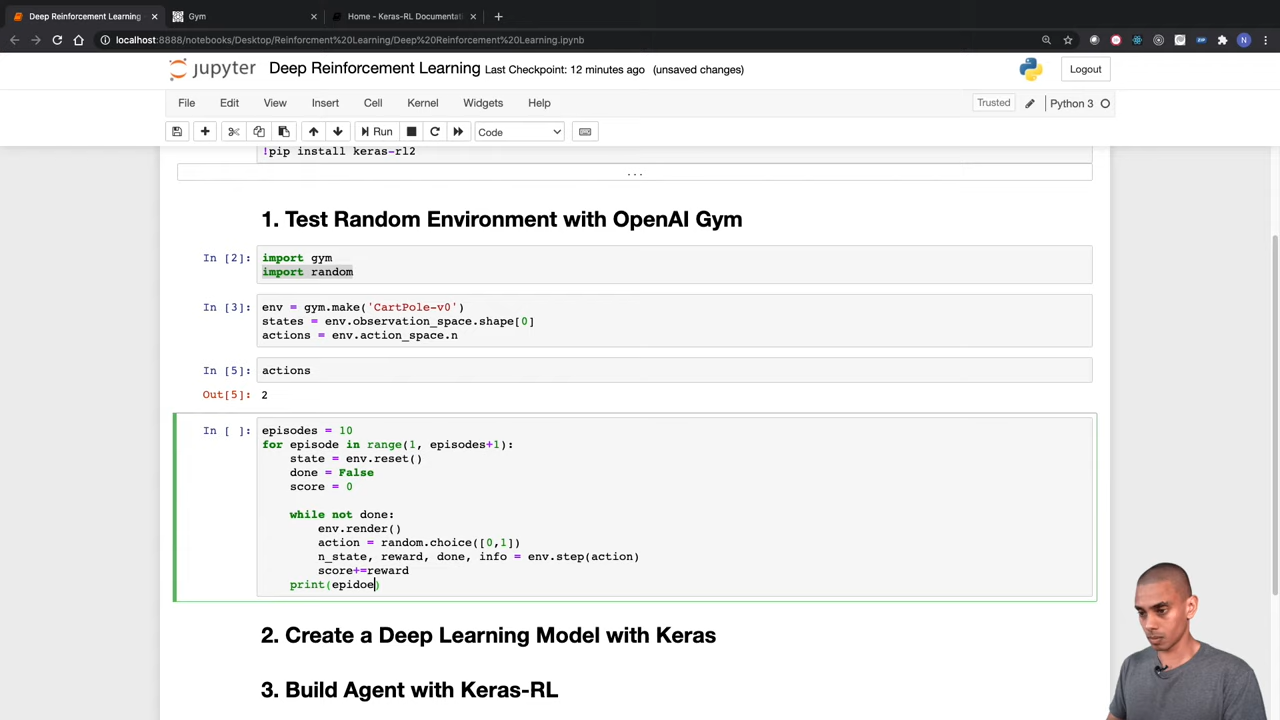 Deep Reinforcement Learning
Gym
Home - Keras-RL Documentati
localhost:8888/notebooks/Desktop/Reinforcment%20Learning/Deep%20Reinforcement%20Learning.ipynb
N
jupyter Deep Reinforcement Learning Last Checkpoint: 12 minutes ago (unsaved changes) Logout
File Edit View Insert Cell Kernel Widgets Help Trusted Python 3
Run Code
!pip install keras-rl2
...
1. Test Random Environment with OpenAI Gym
In [2]: import gym
import random
In [3]: env = gym.make('CartPole-v0')
states = env.observation_space.shape[0]
actions = env.action_space.n
In [5]: actions
Out[5]: 2
In [ ]: episodes = 10
for episode in range(1, episodes+1):
state = env.reset()
done = False
score = 0
while not done:
env.render()
action = random.choice([0,1])
n_state, reward, done, info = env.step(action)
score+=reward
print(epidoe)
2. Create a Deep Learning Model with Keras
3. Build Agent with Keras-RL